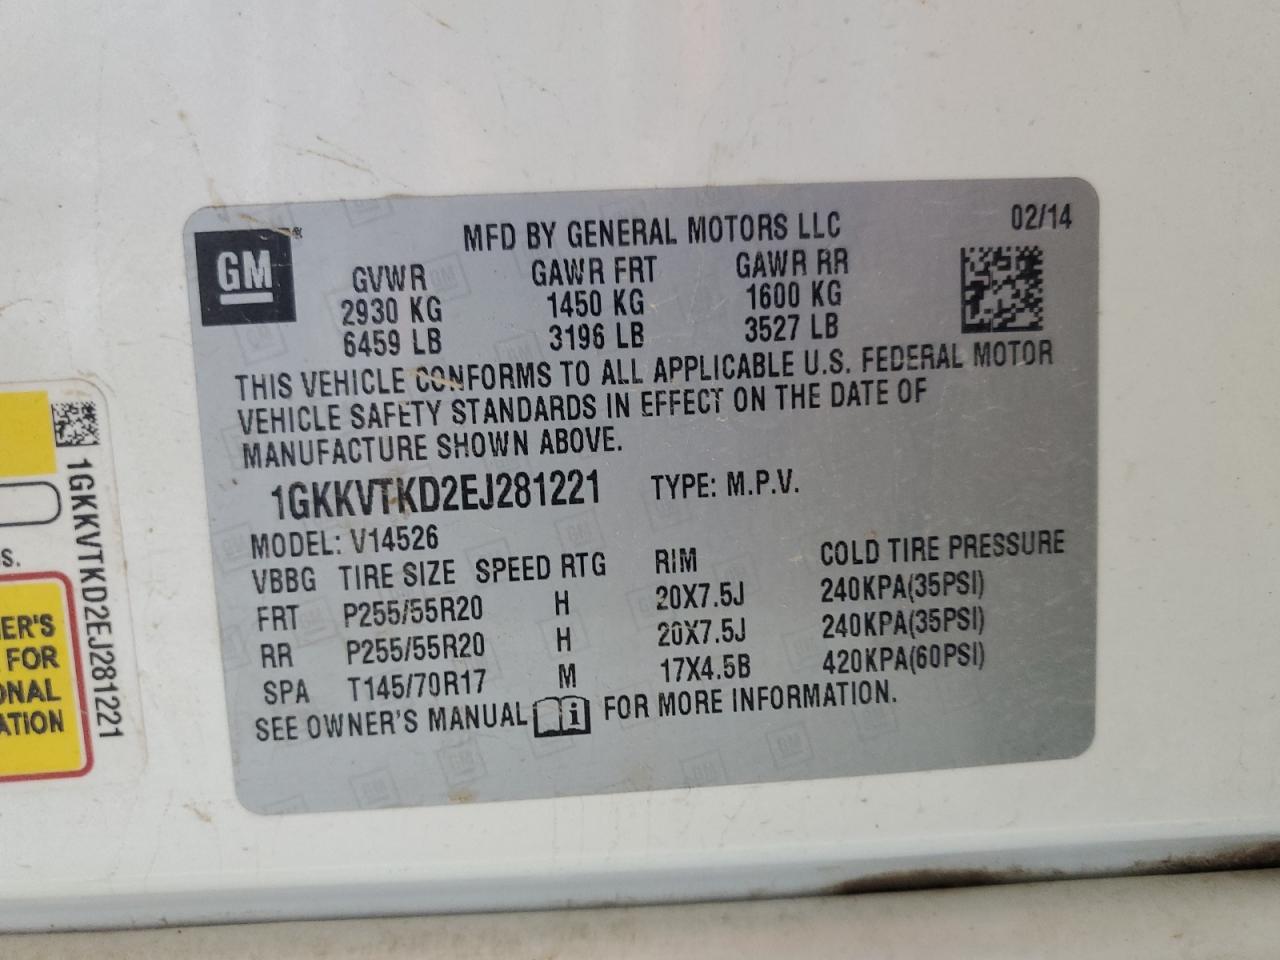 GM
MFD BY GENERAL MOTORS LLC 02/14
GVWR GAWR FRT GAWR RR
2930 KG 1450 KG 1600 KG
6459 LB 3196 LB 3527 LB
THIS VEHICLE CONFORMS TO ALL APPLICABLE U.S. FEDERAL MOTOR
VEHICLE SAFETY STANDARDS IN EFFECT ON THE DATE OF
MANUFACTURE SHOWN ABOVE.
1GKKVTKD2EJ281221 TYPE: M.P.V.
MODEL: V14526
VBBG TIRE SIZE SPEED RTG RIM COLD TIRE PRESSURE
FRT P255/55R20 H 20X7.5J 240KPA(35PSI)
RR P255/55R20 H 20X7.5J 240KPA(35PSI)
SPA T145/70R17 M 17X4.5B 420KPA(60PSI)
SEE OWNER'S MANUAL i FOR MORE INFORMATION.
1GKKVTKD2EJ281221
S.
ER'S
FOR
ONAL
ATION